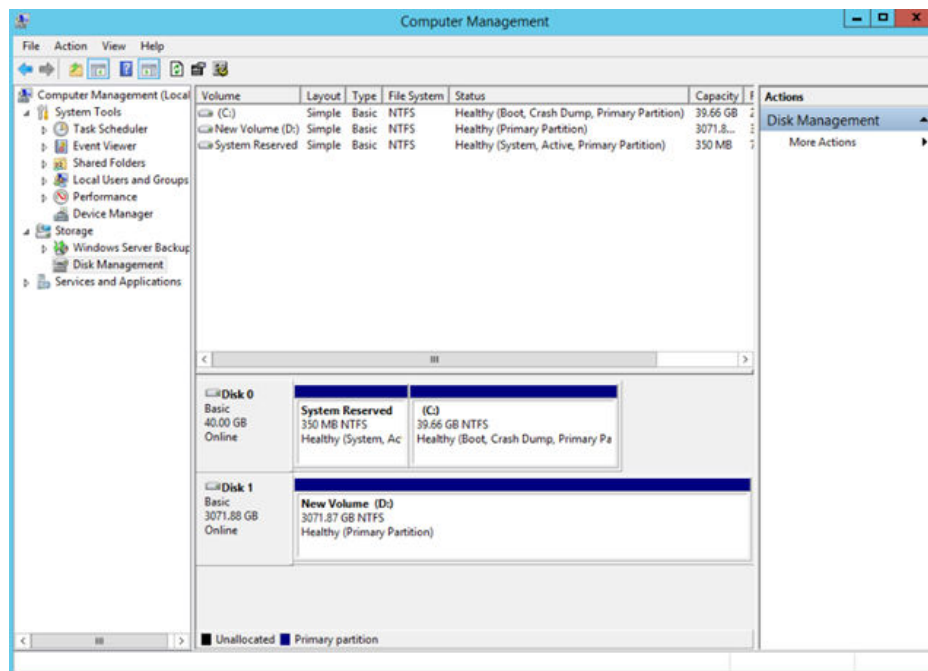 Computer Management
File Action View Help
Computer Management (Local
System Tools
Task Scheduler
Event Viewer
Shared Folders
Local Users and Groups
Performance
Device Manager
Storage
Windows Server Backup
Disk Management
Services and Applications
Volume Layout Type File System Status Capacity F
(C:) Simple Basic NTFS Healthy (Boot, Crash Dump, Primary Partition) 39.66 GB
New Volume (D:) Simple Basic NTFS Healthy (Primary Partition) 3071.8...
System Reserved Simple Basic NTFS Healthy (System, Active, Primary Partition) 350 MB
Disk 0
Basic
40.00 GB
Online
System Reserved
350 MB NTFS
Healthy (System, Ac
(C:)
39.66 GB NTFS
Healthy (Boot, Crash Dump, Primary Pa
Disk 1
Basic
3071.88 GB
Online
New Volume (D:)
3071.87 GB NTFS
Healthy (Primary Partition)
Unallocated Primary partition
Actions
Disk Management
More Actions